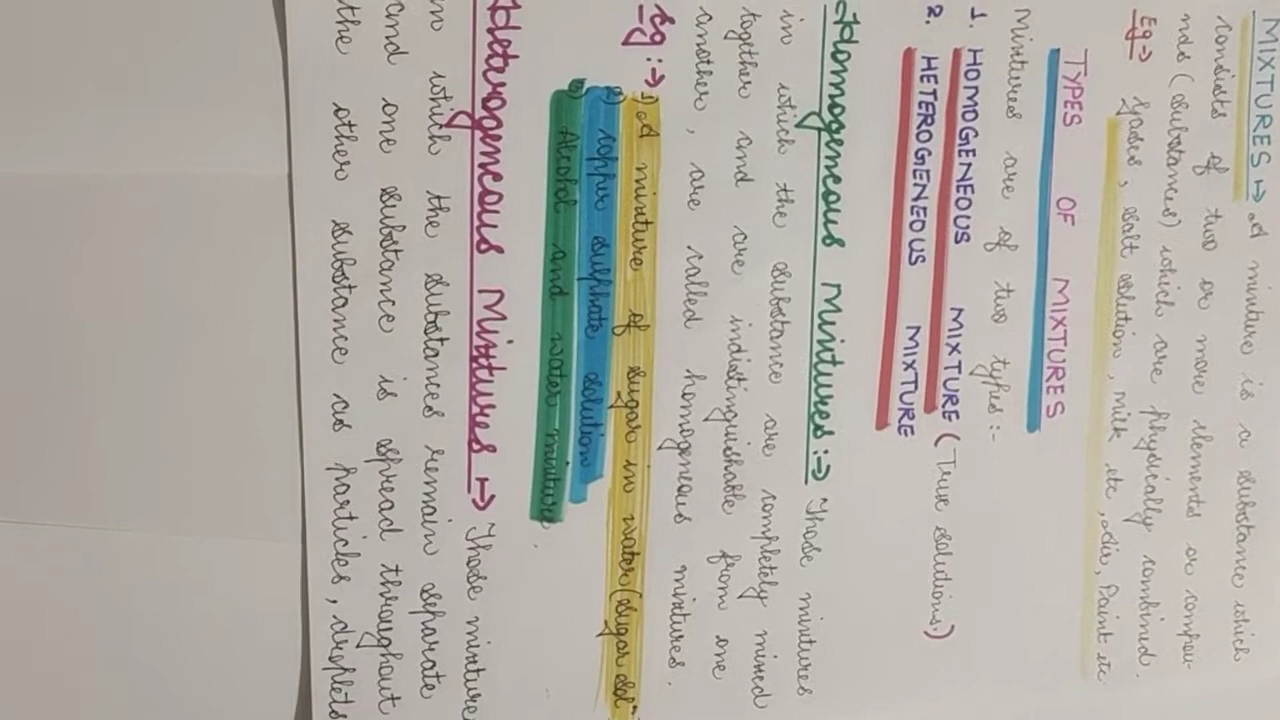 MIXTURES → A mixture is a substance which
consists of two or more elements or compou-
nds (substances) which are physically combined.
Eg → Gases, salt solution, milk etc, Air, Paint etc
TYPES OF MIXTURES
Mixtures are of two types:-
1. HOMOGENEOUS MIXTURE (True solutions.)
2. HETEROGENEOUS MIXTURE
Homogeneous Mixtures:→ Those mixtures
in which the substance are completely mixed
together and are indistinguishable from one
another, are called homogeneous mixtures.
Eg :→ 1) A mixture of sugar in water (sugar solⁿ
2) copper sulphate solution
3) Alcohol and water mixture.
Heterogeneous Mixtures → Those mixture
in which the substances remain separate
and one substance is spread throughout
the other substance as particles, droplets